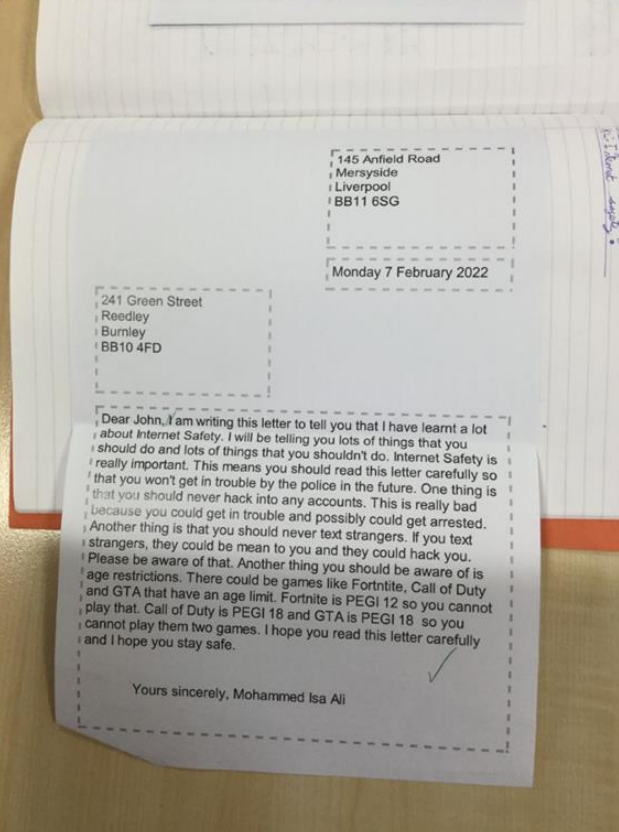 145 Anfield Road
Mersyside
Liverpool
BB11 6SG
Monday 7 February 2022
241 Green Street
Reedley
Burnley
BB10 4FD
Dear John, I am writing this letter to tell you that I have learnt a lot
about Internet Safety. I will be telling you lots of things that you
should do and lots of things that you shouldn't do. Internet Safety is
really important. This means you should read this letter carefully so
that you won't get in trouble by the police in the future. One thing is
that you should never hack into any accounts. This is really bad
because you could get in trouble and possibly could get arrested.
Another thing is that you should never text strangers. If you text
strangers, they could be mean to you and they could hack you.
Please be aware of that. Another thing you should be aware of is
age restrictions. There could be games like Fortntite, Call of Duty
and GTA that have an age limit. Fortnite is PEGI 12 so you cannot
play that. Call of Duty is PEGI 18 and GTA is PEGI 18 so you
cannot play them two games. I hope you read this letter carefully
and I hope you stay safe.
Yours sincerely, Mohammed Isa Ali